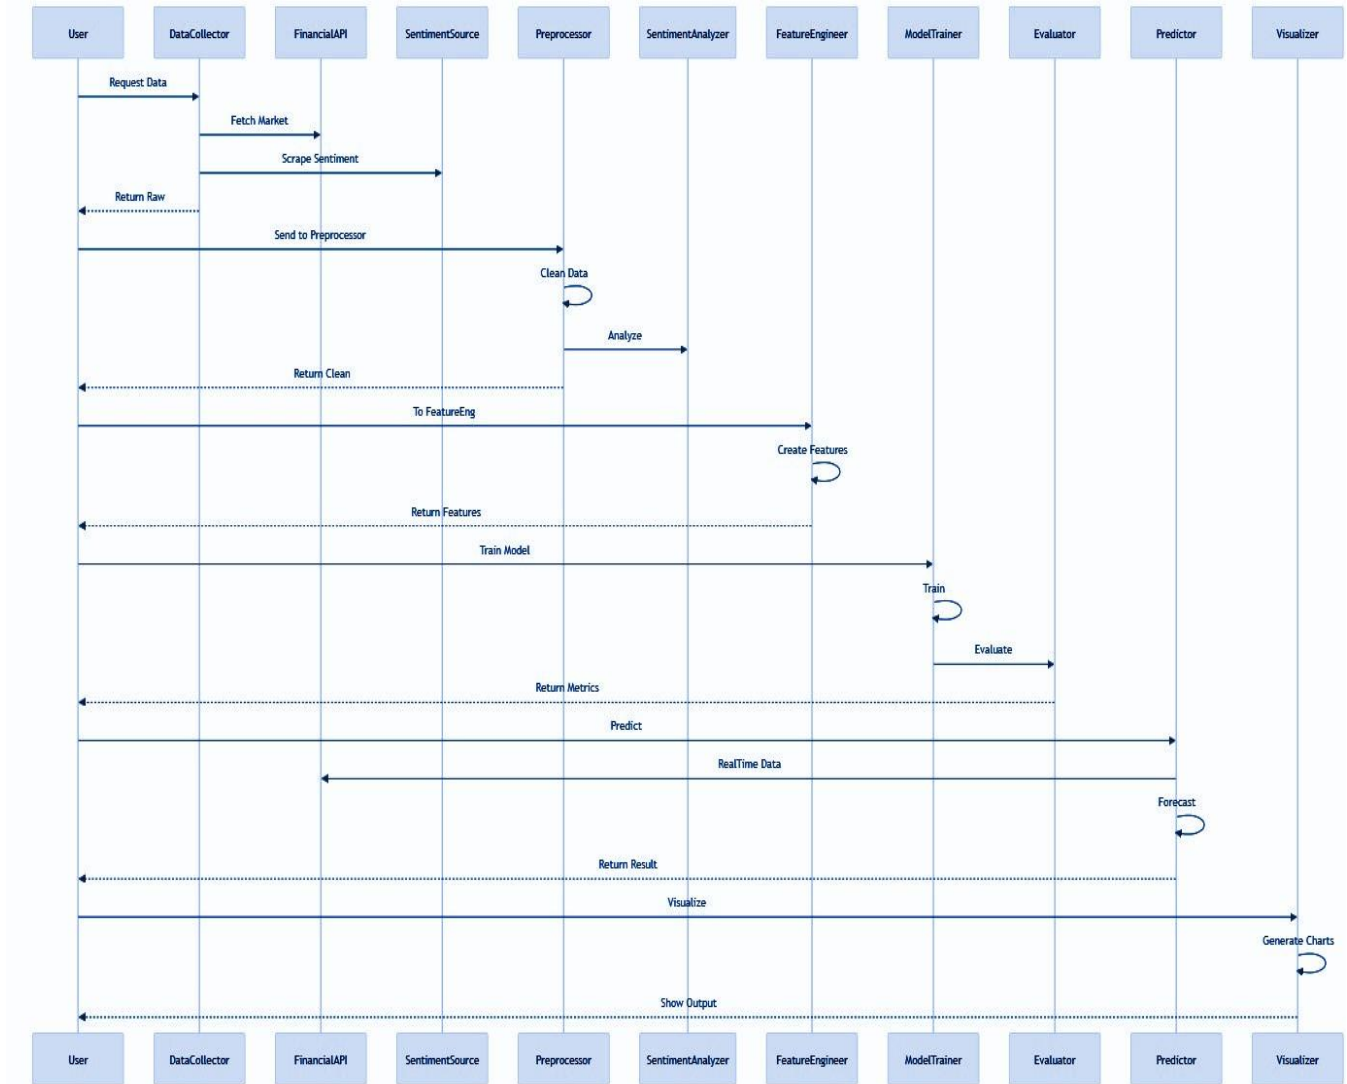 User DataCollector FinancialAPI SentimentSource Preprocessor SentimentAnalyzer FeatureEngineer ModelTrainer Evaluator Predictor Visualizer
Request Data
Fetch Market
Scrape Sentiment
Return Raw
Send to Preprocessor
Clean Data
Analyze
Return Clean
To FeatureEng
Create Features
Return Features
Train Model
Train
Evaluate
Return Metrics
Predict
RealTime Data
Forecast
Return Result
Visualize
Generate Charts
Show Output
User DataCollector FinancialAPI SentimentSource Preprocessor SentimentAnalyzer FeatureEngineer ModelTrainer Evaluator Predictor Visualizer